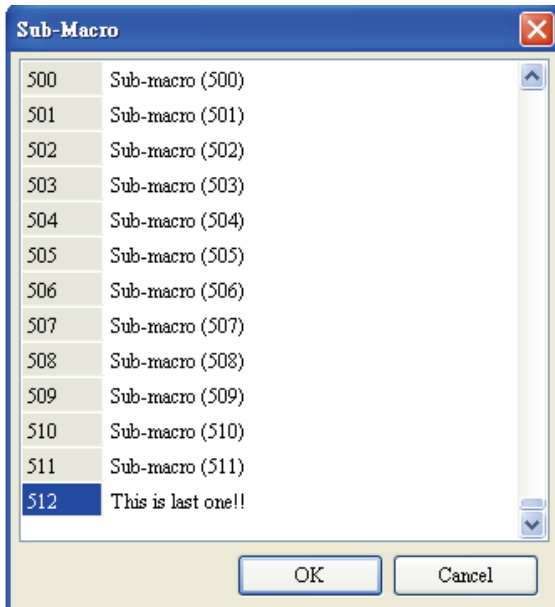 Sub-Macro
500 Sub-macro (500)
501 Sub-macro (501)
502 Sub-macro (502)
503 Sub-macro (503)
504 Sub-macro (504)
505 Sub-macro (505)
506 Sub-macro (506)
507 Sub-macro (507)
508 Sub-macro (508)
509 Sub-macro (509)
510 Sub-macro (510)
511 Sub-macro (511)
512 This is last one!!
OK Cancel